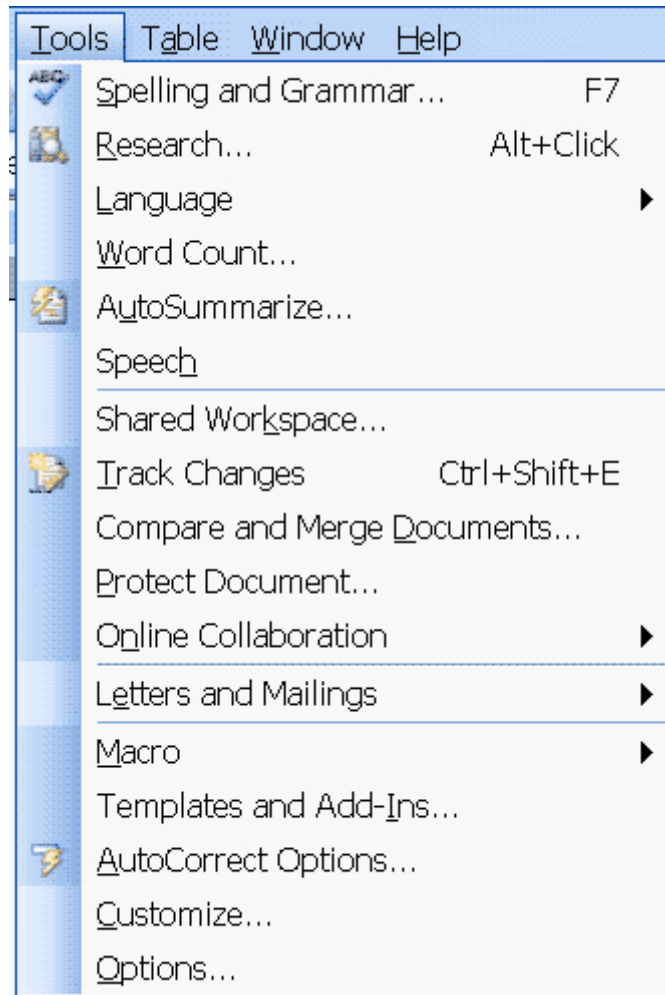 Tools Table Window Help
Spelling and Grammar... F7
Research... Alt+Click
Language
Word Count...
AutoSummarize...
Speech
Shared Workspace...
Track Changes Ctrl+Shift+E
Compare and Merge Documents...
Protect Document...
Online Collaboration
Letters and Mailings
Macro
Templates and Add-Ins...
AutoCorrect Options...
Customize...
Options...